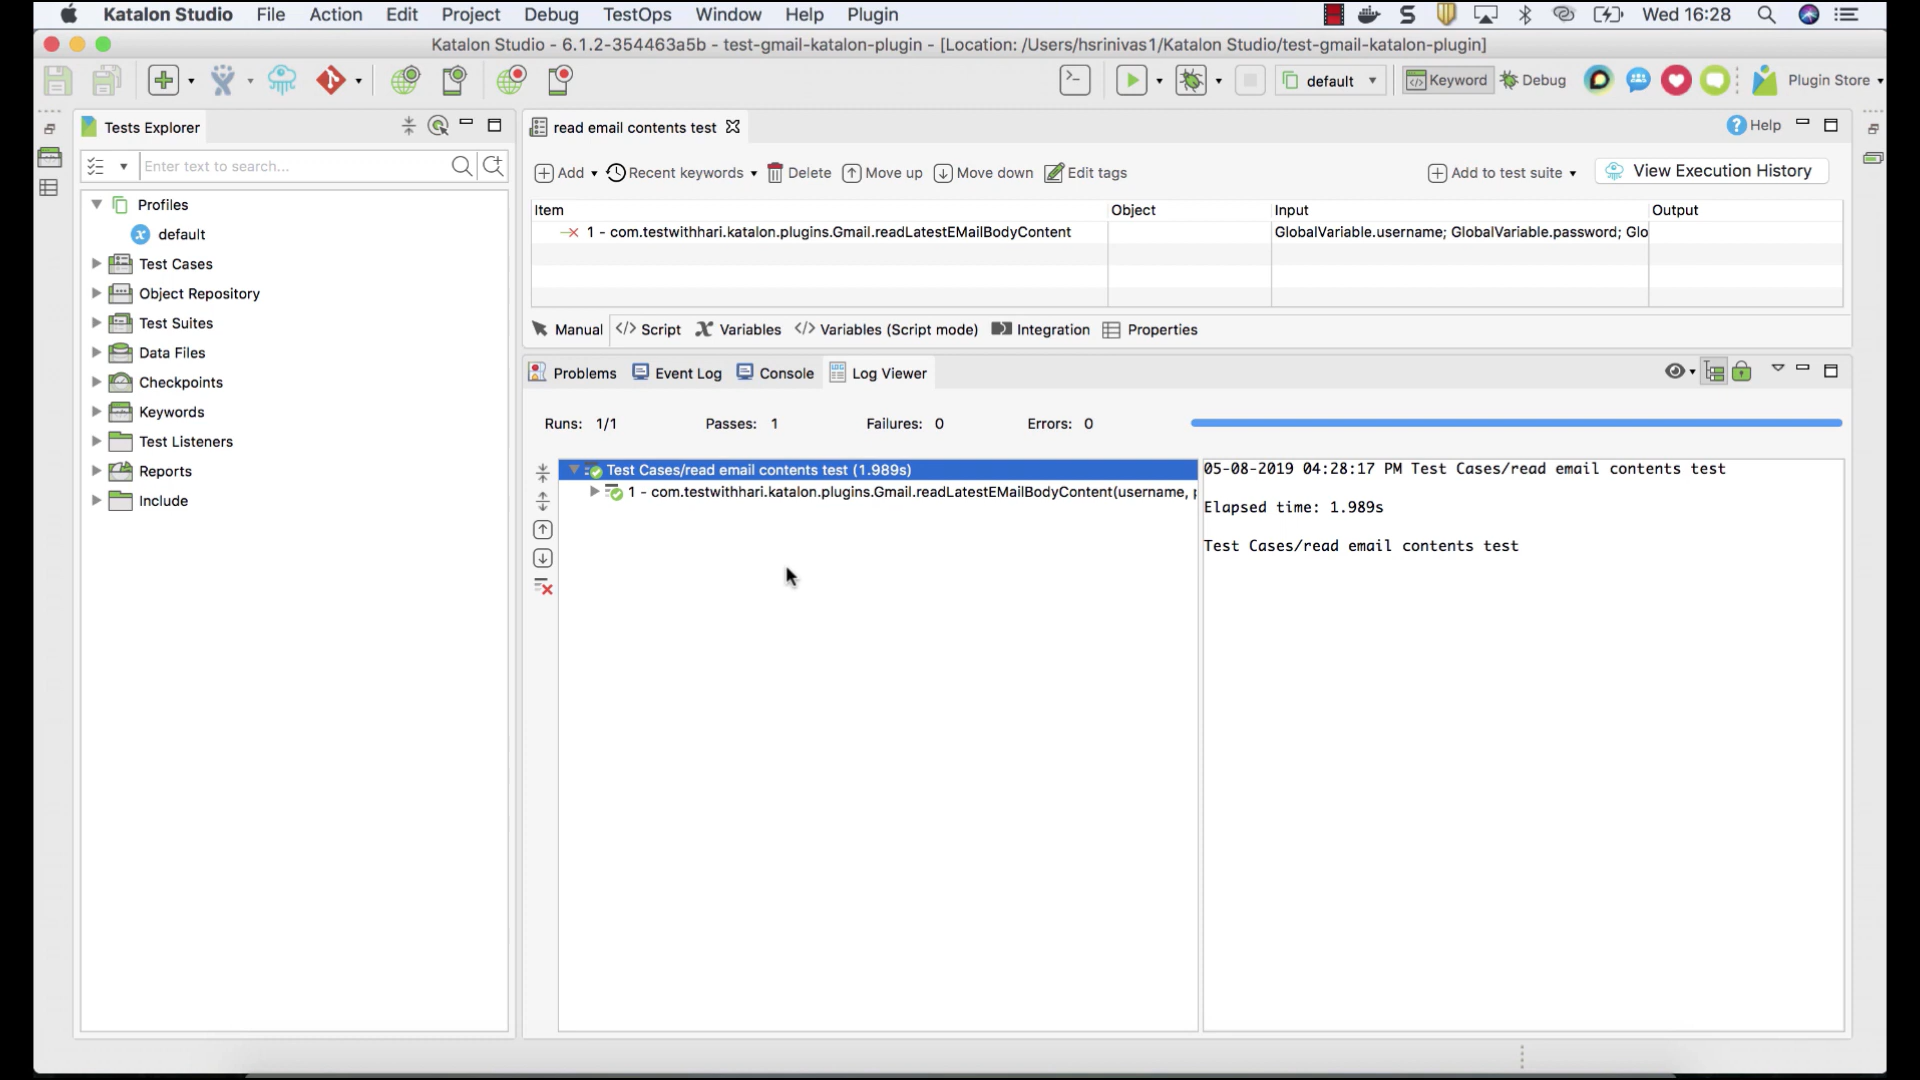 Katalon Studio File Action Edit Project Debug TestOps Window Help Plugin Wed 16:28
Katalon Studio - 6.1.2-354463a5b - test-gmail-katalon-plugin - [Location: /Users/hsrinivas1/Katalon Studio/test-gmail-katalon-plugin]
default Keyword Debug Plugin Store
Tests Explorer
Enter text to search...
Profiles
default
Test Cases
Object Repository
Test Suites
Data Files
Checkpoints
Keywords
Test Listeners
Reports
Include
read email contents test Help
Add Recent keywords Delete Move up Move down Edit tags Add to test suite View Execution History
Item Object Input Output
1 - com.testwithhari.katalon.plugins.Gmail.readLatestEMailBodyContent GlobalVariable.username; GlobalVariable.password; Glo
Manual Script Variables Variables (Script mode) Integration Properties
Problems Event Log Console Log Viewer
Runs: 1/1 Passes: 1 Failures: 0 Errors: 0
Test Cases/read email contents test (1.989s)
1 - com.testwithhari.katalon.plugins.Gmail.readLatestEMailBodyContent(username, p
05-08-2019 04:28:17 PM Test Cases/read email contents test
Elapsed time: 1.989s
Test Cases/read email contents test